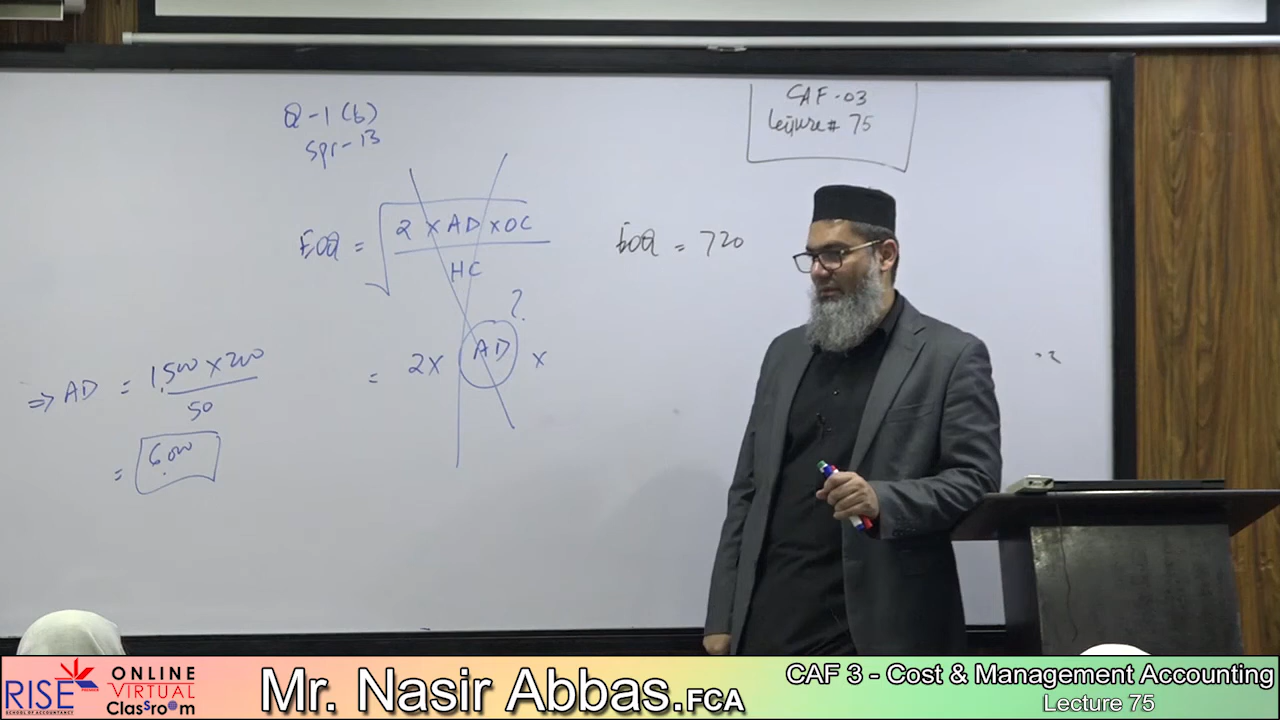 Q-1 (b)
Spr-13
CAF-03
Lecture # 75
EOQ = √ 2 × AD × OC
HC
EOQ = 720
= 2 × AD ×
?
⇒ AD = 1,500 × 200
50
= 6,000
RISE
PREMIER
SCHOOL OF ACCOUNTANCY
ONLINE
VIRTUAL
ClasSroom
Mr. Nasir Abbas.FCA
CAF 3 - Cost & Management Accounting
Lecture 75